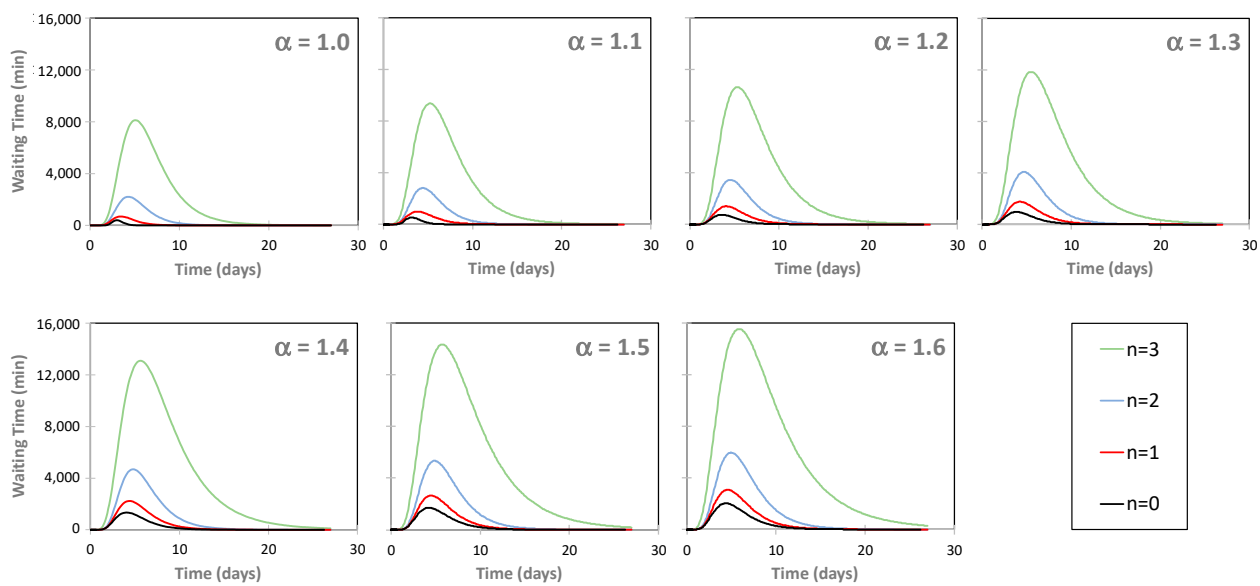 16,000
12,000
8,000
4,000
0
Waiting Time (min)
α = 1.0
0 10 20 30
Time (days)
α = 1.1
0 10 20 30
Time (days)
α = 1.2
0 10 20 30
Time (days)
α = 1.3
0 10 20 30
Time (days)
16,000
12,000
8,000
4,000
0
Waiting Time (min)
α = 1.4
0 10 20 30
Time (days)
α = 1.5
0 10 20 30
Time (days)
α = 1.6
0 10 20 30
Time (days)
n=3
n=2
n=1
n=0